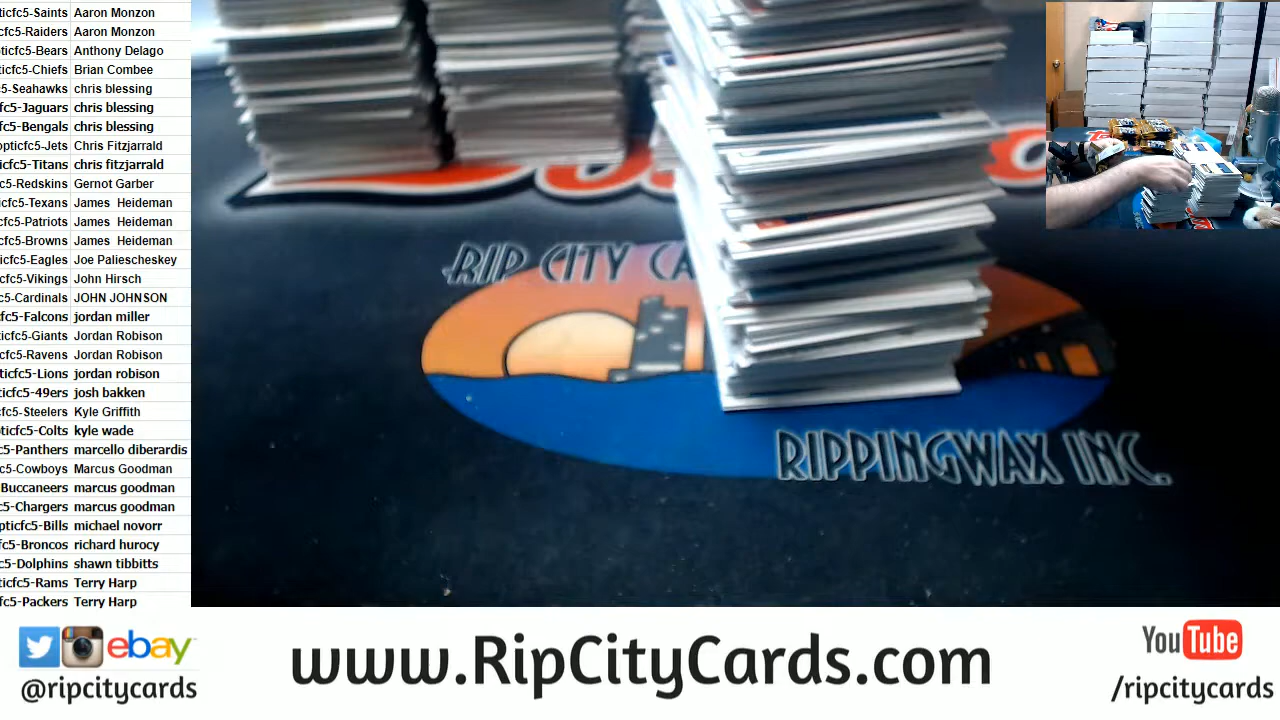 ticfc5-Saints Aaron Monzon
ticfc5-Raiders Aaron Monzon
pticfc5-Bears Anthony Delago
ticfc5-Chiefs Brian Combee
fc5-Seahawks chris blessing
fc5-Jaguars chris blessing
fc5-Bengals chris blessing
opticfc5-Jets Chris Fitzjarrald
ticfc5-Titans chris fitzjarrald
fc5-Redskins Gernot Garber
ticfc5-Texans James Heideman
fc5-Patriots James Heideman
fc5-Browns James Heideman
ticfc5-Eagles Joe Paliescheskey
icfc5-Vikings John Hirsch
c5-Cardinals JOHN JOHNSON
cfc5-Falcons jordan miller
icfc5-Giants Jordan Robison
fc5-Ravens Jordan Robison
ticfc5-Lions jordan robison
ticfc5-49ers josh bakken
fc5-Steelers Kyle Griffith
pticfc5-Colts kyle wade
c5-Panthers marcello diberardis
fc5-Cowboys Marcus Goodman
-Buccaneers marcus goodman
c5-Chargers marcus goodman
pticfc5-Bills michael novorr
fc5-Broncos richard hurocy
c5-Dolphins shawn tibbitts
ticfc5-Rams Terry Harp
fc5-Packers Terry Harp
RIP CITY CA
RIPPINGWAX INC.
ebay
@ripcitycards
www.RipCityCards.com
YouTube
/ripcitycards